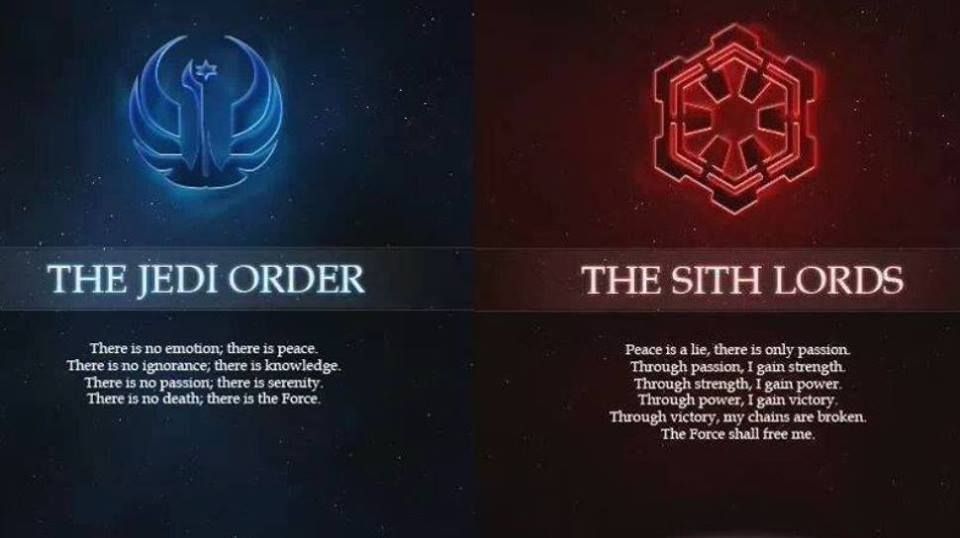 THE JEDI ORDER
There is no emotion; there is peace.
There is no ignorance; there is knowledge.
There is no passion; there is serenity.
There is no death; there is the Force.
THE SITH LORDS
Peace is a lie, there is only passion.
Through passion, I gain strength.
Through strength, I gain power.
Through power, I gain victory.
Through victory, my chains are broken.
The Force shall free me.